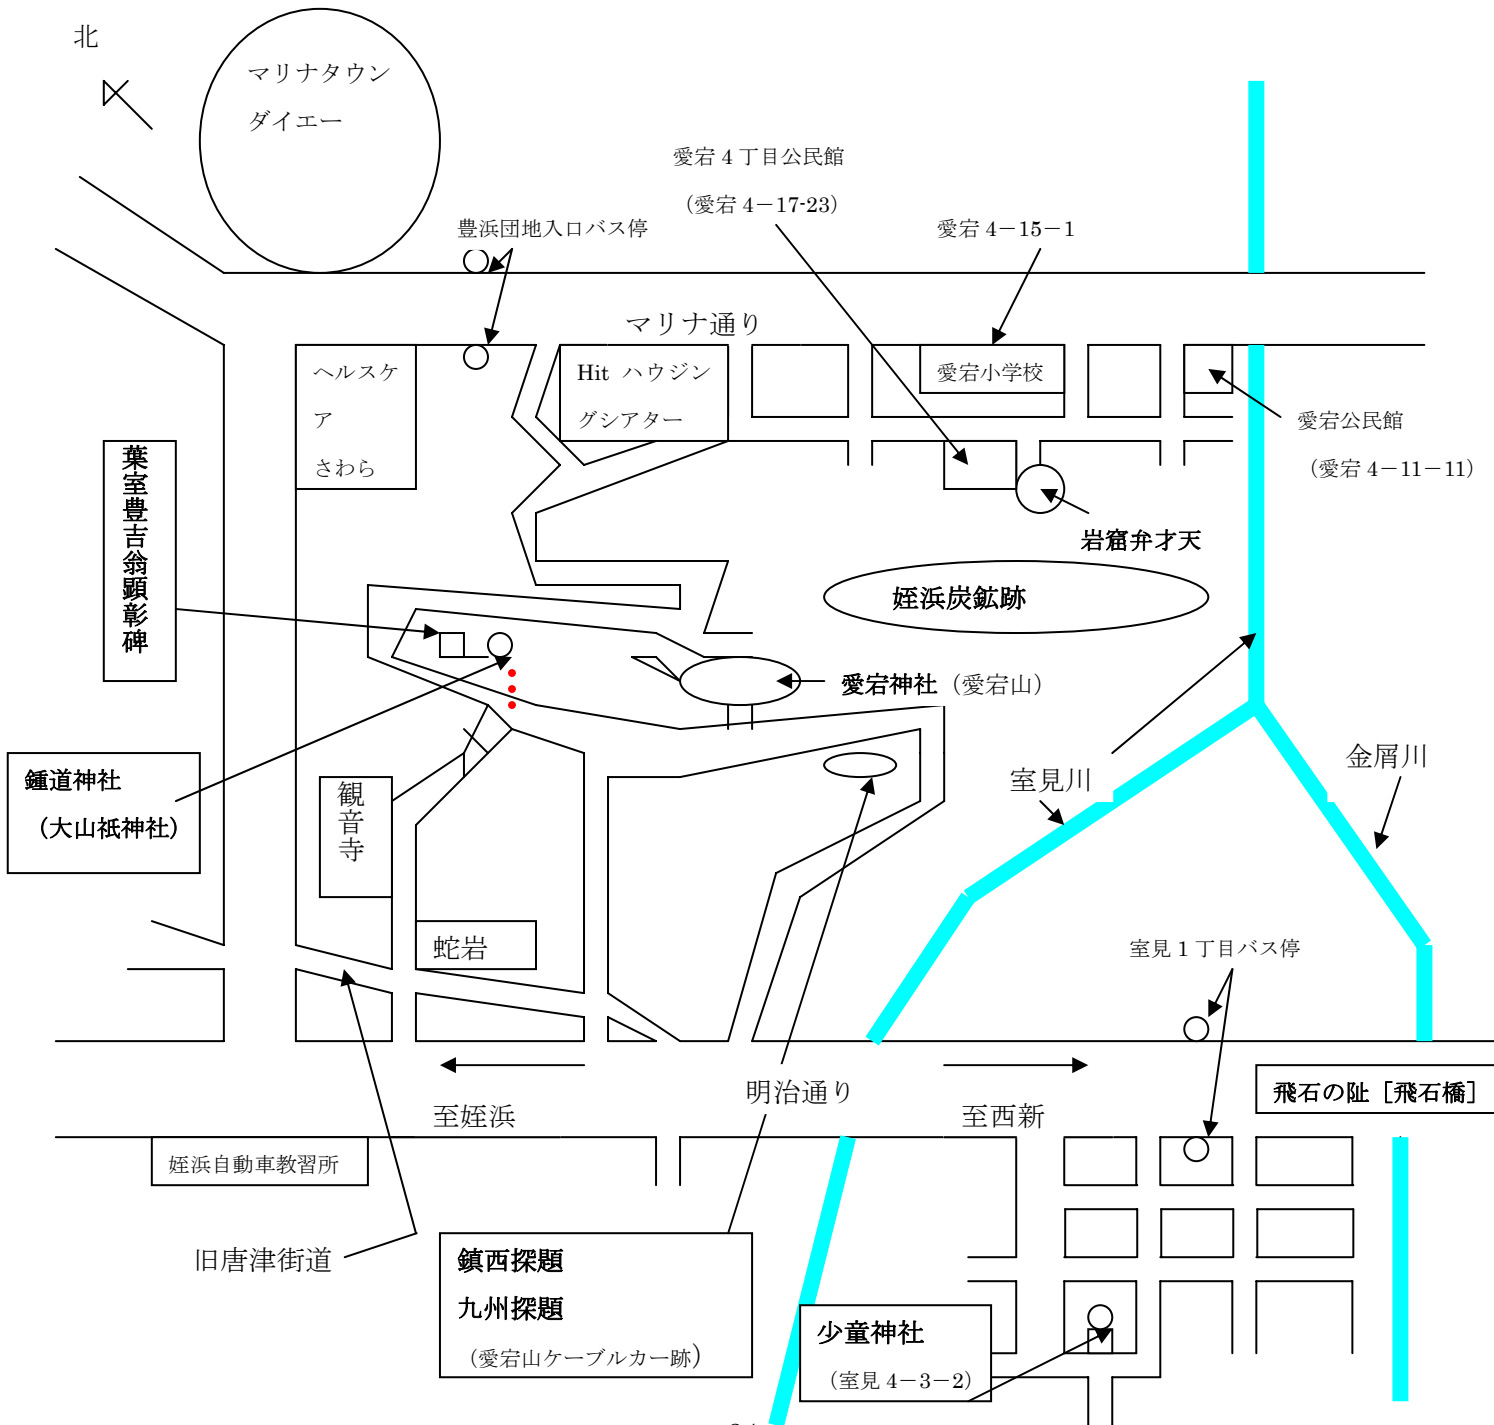 北
マリナタウン
ダイエー
愛宕 4 丁目公民館
（愛宕 4－17-23）
豊浜団地入口バス停
愛宕 4－15－1
マリナ通り
ヘルスケ
ア
さわら
Hit ハウジン
グシアター
愛宕小学校
愛宕公民館
（愛宕 4－11－11）
葉室豊吉翁顕彰碑
岩窟弁才天
姪浜炭鉱跡
愛宕神社（愛宕山）
鍾道神社
（大山祇神社）
観音寺
室見川
金屑川
蛇岩
室見 1 丁目バス停
明治通り
至姪浜
至西新
飛石の阯［飛石橋］
姪浜自動車教習所
旧唐津街道
鎮西探題
九州探題
（愛宕山ケーブルカー跡）
少童神社
（室見 4－3－2）